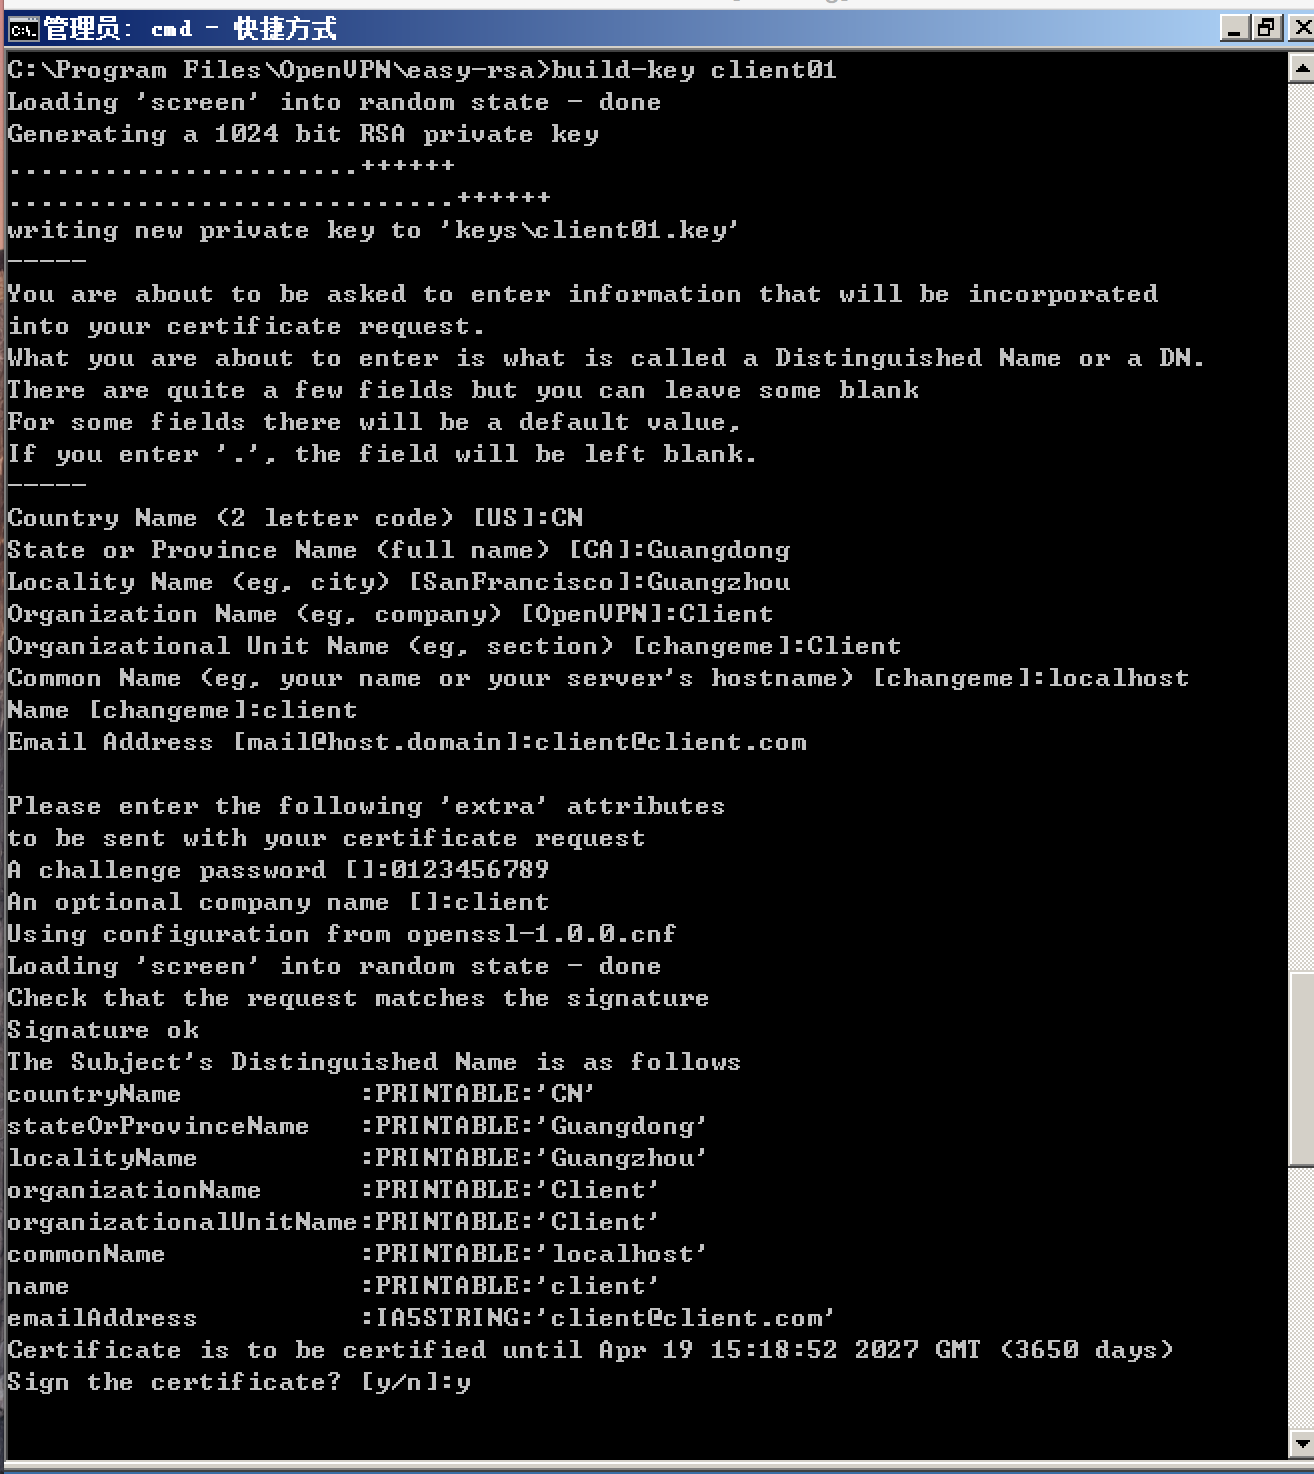 管理员: cmd - 快捷方式
C:\Program Files\OpenVPN\easy-rsa>build-key client01
Loading 'screen' into random state - done
Generating a 1024 bit RSA private key
......................++++++
............................++++++
writing new private key to 'keys\client01.key'
-----
You are about to be asked to enter information that will be incorporated
into your certificate request.
What you are about to enter is what is called a Distinguished Name or a DN.
There are quite a few fields but you can leave some blank
For some fields there will be a default value,
If you enter '.', the field will be left blank.
-----
Country Name (2 letter code) [US]:CN
State or Province Name (full name) [CA]:Guangdong
Locality Name (eg, city) [SanFrancisco]:Guangzhou
Organization Name (eg, company) [OpenVPN]:Client
Organizational Unit Name (eg, section) [changeme]:Client
Common Name (eg, your name or your server's hostname) [changeme]:localhost
Name [changeme]:client
Email Address [mail@host.domain]:client@client.com
Please enter the following 'extra' attributes
to be sent with your certificate request
A challenge password []:0123456789
An optional company name []:client
Using configuration from openssl-1.0.0.cnf
Loading 'screen' into random state - done
Check that the request matches the signature
Signature ok
The Subject's Distinguished Name is as follows
countryName           :PRINTABLE:'CN'
stateOrProvinceName   :PRINTABLE:'Guangdong'
localityName          :PRINTABLE:'Guangzhou'
organizationName      :PRINTABLE:'Client'
organizationalUnitName:PRINTABLE:'Client'
commonName            :PRINTABLE:'localhost'
name                  :PRINTABLE:'client'
emailAddress          :IA5STRING:'client@client.com'
Certificate is to be certified until Apr 19 15:18:52 2027 GMT (3650 days)
Sign the certificate? [y/n]:y